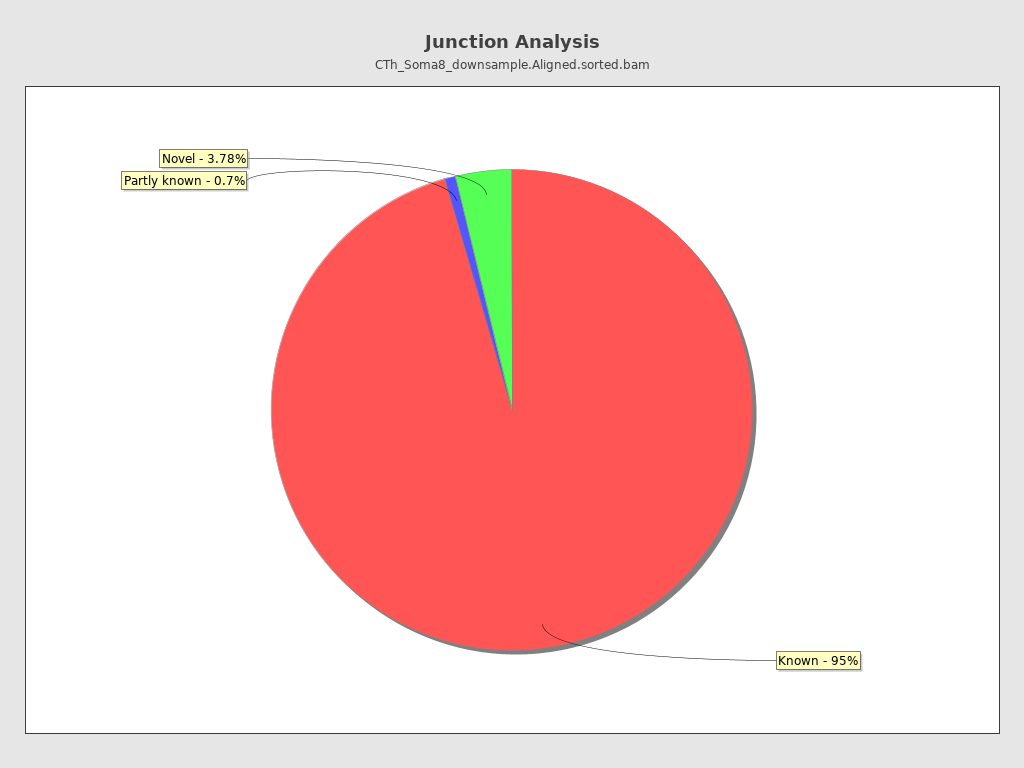 Junction Analysis
CTh_Soma8_downsample.Aligned.sorted.bam
Novel - 3.78%
Partly known - 0.7%
Known - 95%